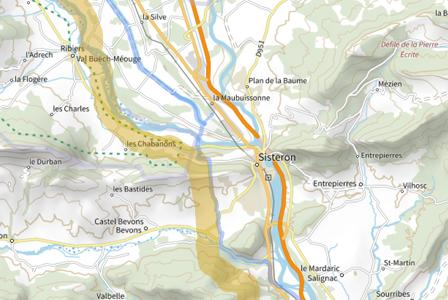 la Silve
la B
D951
Défilé de la Pierre
Écrite
Ribiers
l'Adrech
Val Buëch-Méouge
Plan de la Baume
la Flogère
Mézien
la Maubuissonne
les Charles
les Chabanons
Sisteron
Entrepierres
le Durban
les Bastides
Entrepierres
Vilhosc
Castel Bevons
Bevons
on
St-Martin
le Mardaric
Salignac
Valbelle
Sourribes